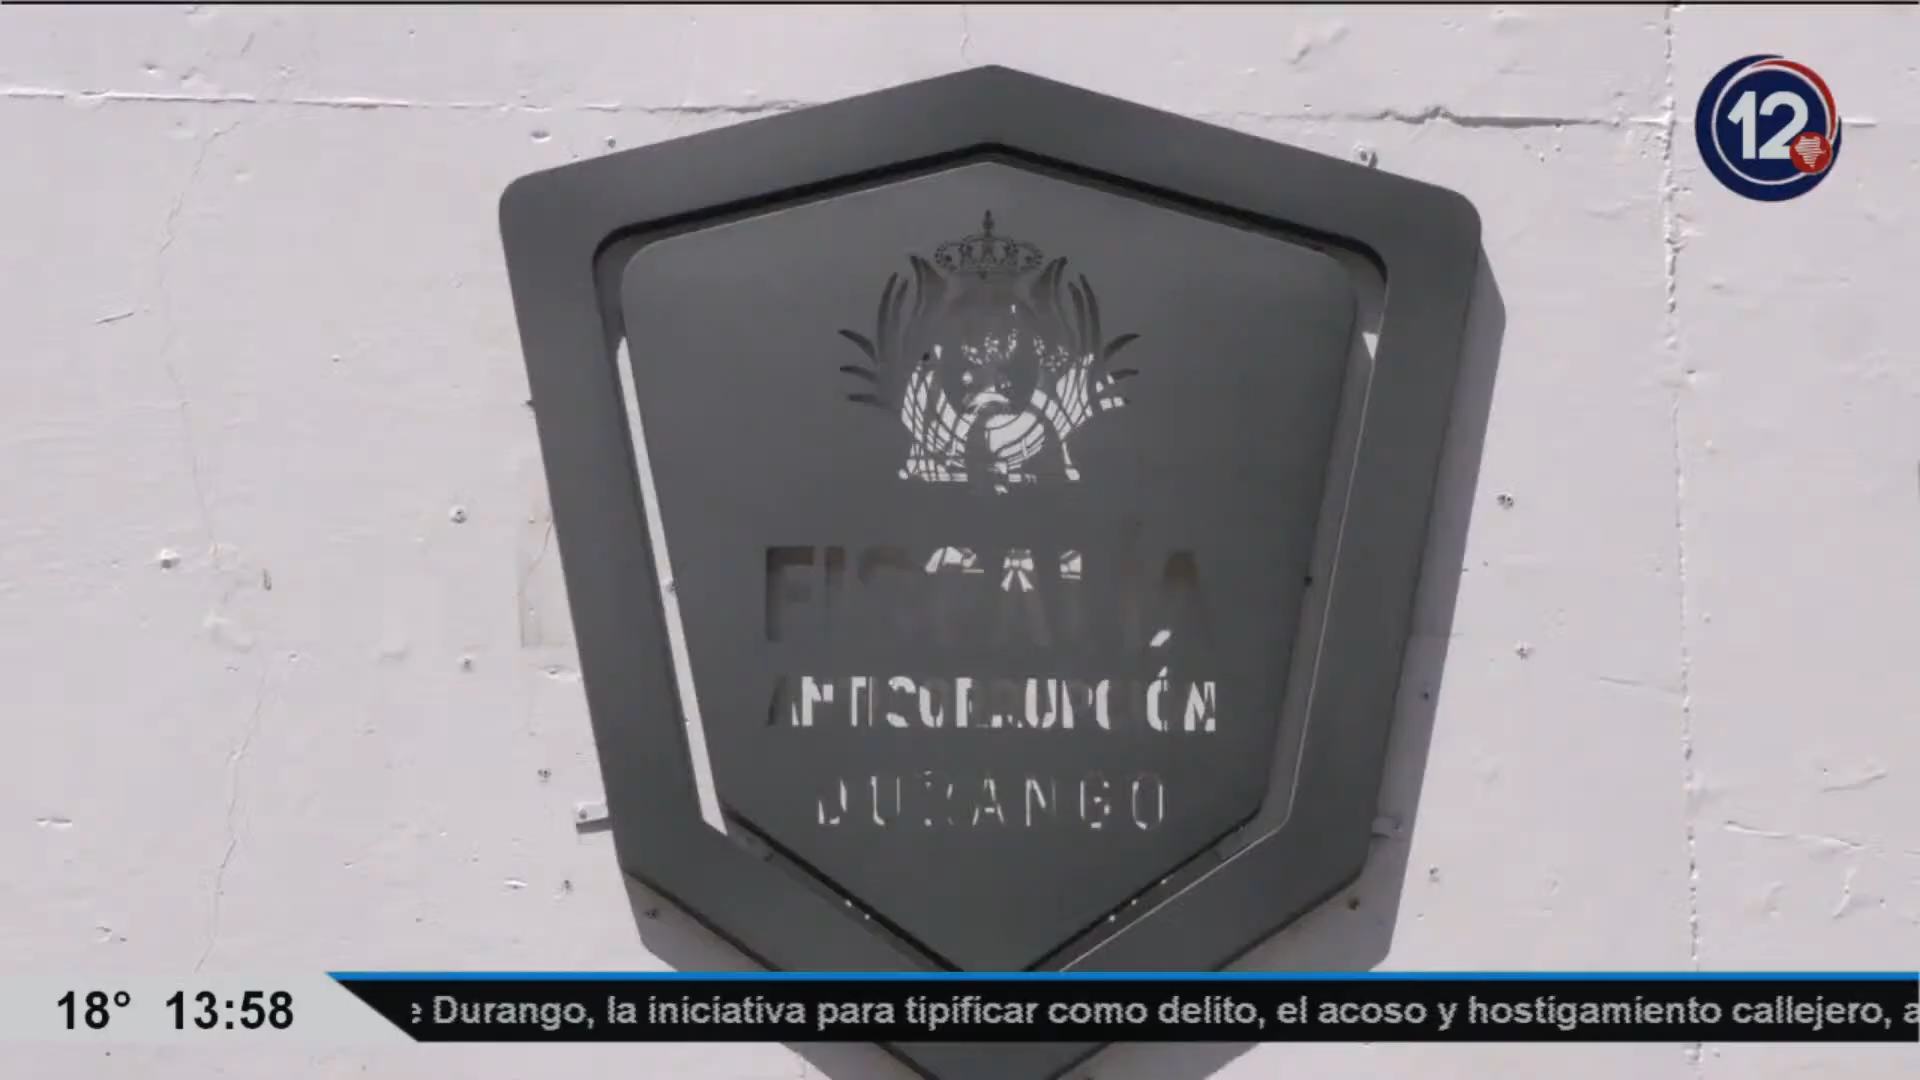 12
FISCALÍA
ANTICORRUPCIÓN
DURANGO
18° 13:58
Durango, la iniciativa para tipificar como delito, el acoso y hostigamiento callejero, a